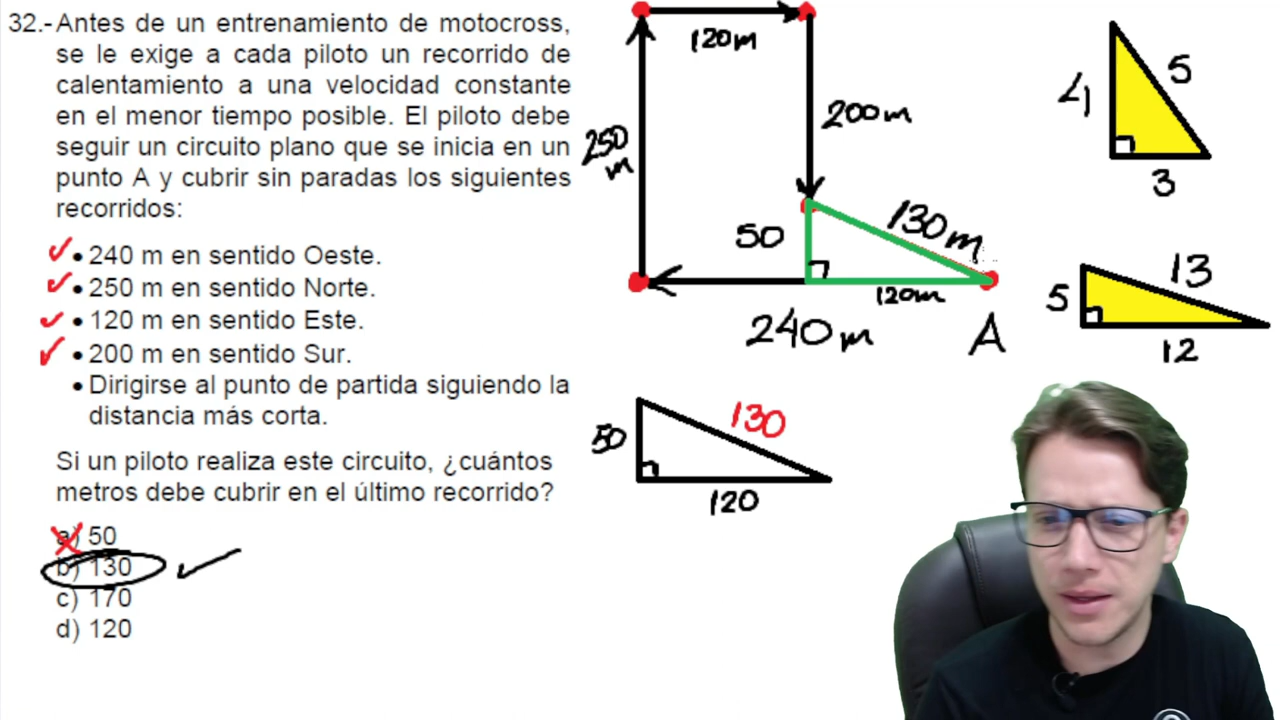 32.- Antes de un entrenamiento de motocross,
se le exige a cada piloto un recorrido de
calentamiento a una velocidad constante
en el menor tiempo posible. El piloto debe
seguir un circuito plano que se inicia en un
punto A y cubrir sin paradas los siguientes
recorridos:
• 240 m en sentido Oeste.
• 250 m en sentido Norte.
• 120 m en sentido Este.
• 200 m en sentido Sur.
• Dirigirse al punto de partida siguiendo la
distancia más corta.
Si un piloto realiza este circuito, ¿cuántos
metros debe cubrir en el último recorrido?
a) 50
b) 130
c) 170
d) 120
120m
200m
250
m
50
130m
120m
240m
A
50
130
120
4
5
3
5
13
12